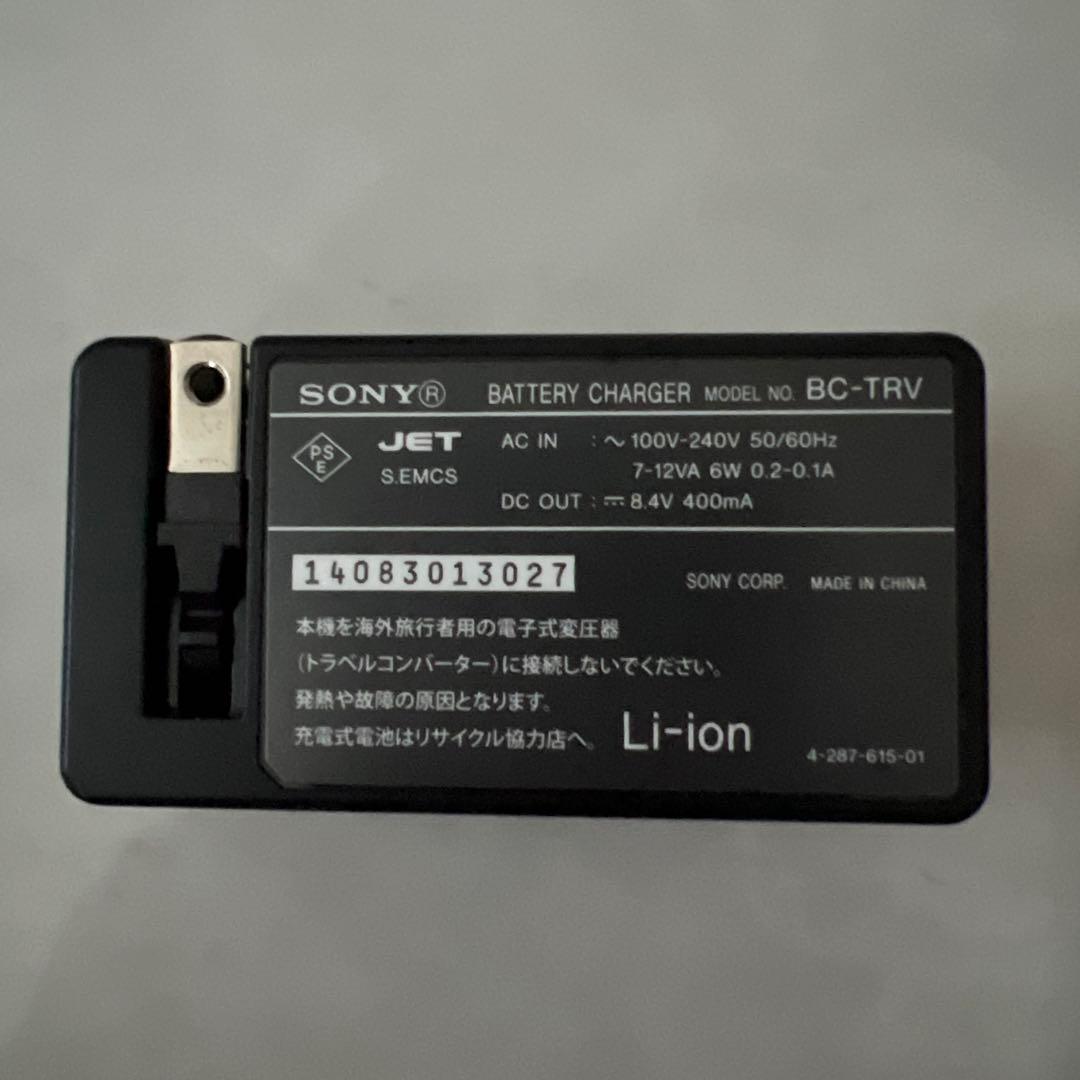 SONY® BATTERY CHARGER MODEL NO. BC-TRV
PS
E
JET
S.EMCS
AC IN : ~ 100V-240V 50/60Hz
7-12VA 6W 0.2-0.1A
DC OUT : ⎓ 8.4V 400mA
14083013027
SONY CORP. MADE IN CHINA
本機を海外旅行者用の電子式変圧器
(トラベルコンバーター)に接続しないでください。
発熱や故障の原因となります。
充電式電池はリサイクル協力店へ。
Li-ion
4-287-615-01